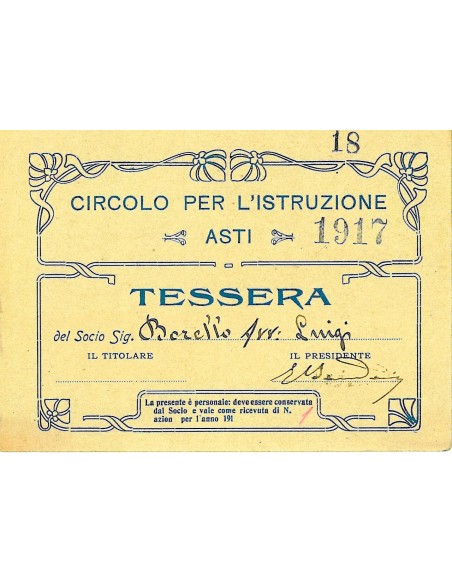 18
CIRCOLO PER L'ISTRUZIONE
ASTI 1917
TESSERA
del Socio Sig. Borello Avv. Luigi
IL TITOLARE IL PRESIDENTE
La presente è personale: deve essere conservata
dal Socio e vale come ricevuta di N.
azion per l'anno 191